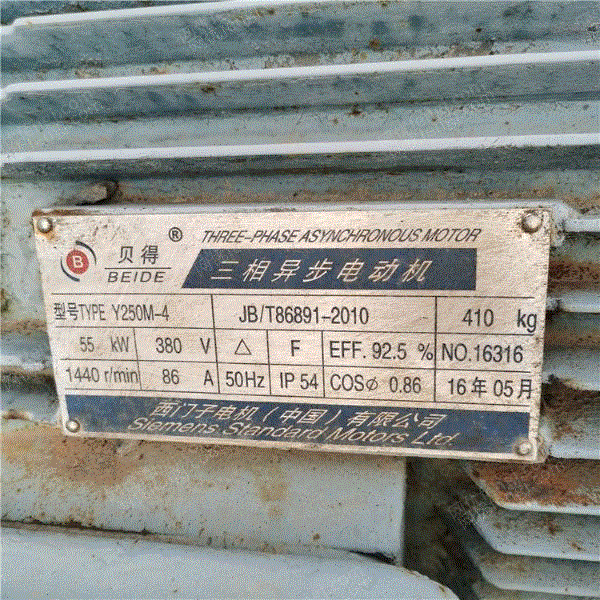 THREE-PHASE ASYNCHRONOUS MOTOR
B 贝得 ®
BEIDE
三相异步电动机
型号TYPE Y250M-4 JB/T86891-2010 410 kg
55 kW 380 V △ F EFF. 92.5 % NO.16316
1440 r/min 86 A 50Hz IP 54 COSϕ 0.86 16年05月
西门子电机(中国)有限公司
Siemens Standard Motors Ltd.